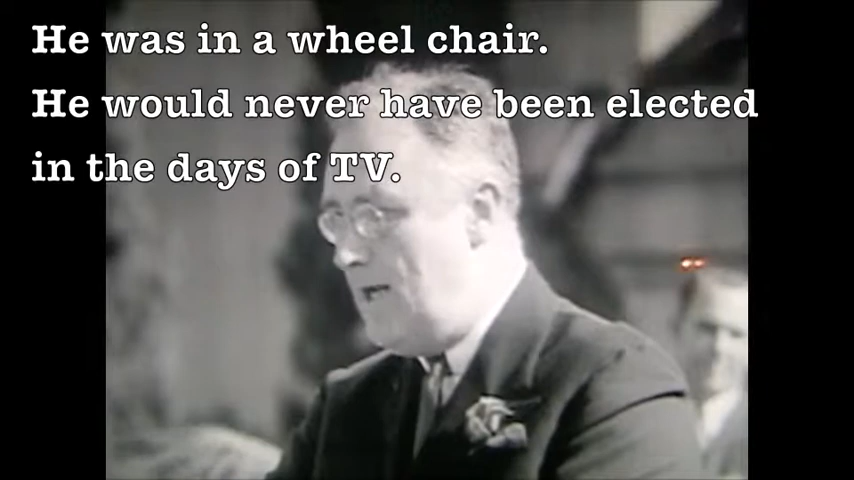 He was in a wheel chair.
He would never have been elected
in the days of TV.